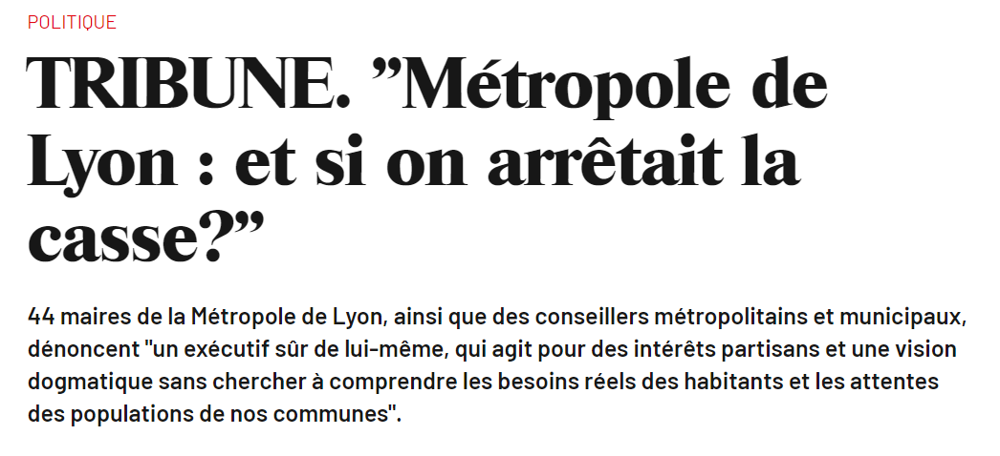 POLITIQUE
TRIBUNE. ”Métropole de
Lyon : et si on arrêtait la
casse?”
44 maires de la Métropole de Lyon, ainsi que des conseillers métropolitains et municipaux,
dénoncent "un exécutif sûr de lui-même, qui agit pour des intérêts partisans et une vision
dogmatique sans chercher à comprendre les besoins réels des habitants et les attentes
des populations de nos communes".